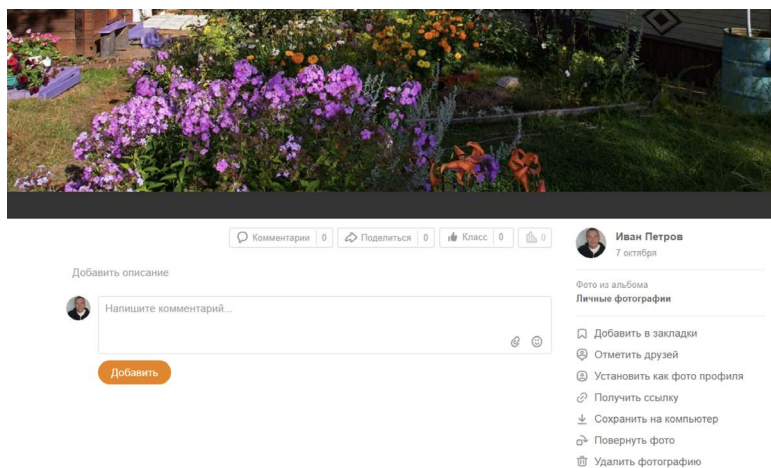 Комментарии 0
Поделиться 0
Класс 0
0
Добавить описание
Напишите комментарий...
Добавить
Иван Петров
7 октября
Фото из альбома
Личные фотографии
Добавить в закладки
Отметить друзей
Установить как фото профиля
Получить ссылку
Сохранить на компьютер
Повернуть фото
Удалить фотографию